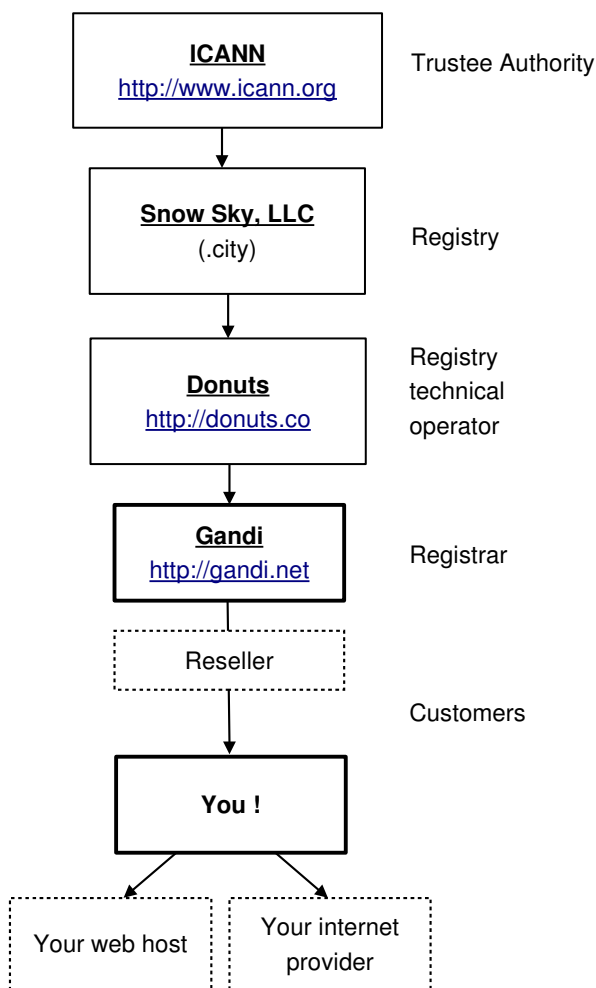 ICANN
http://www.icann.org
Trustee Authority
Snow Sky, LLC
(.city)
Registry
Donuts
http://donuts.co
Registry
technical
operator
Gandi
http://gandi.net
Registrar
Reseller
Customers
You !
Your web host
Your internet
provider